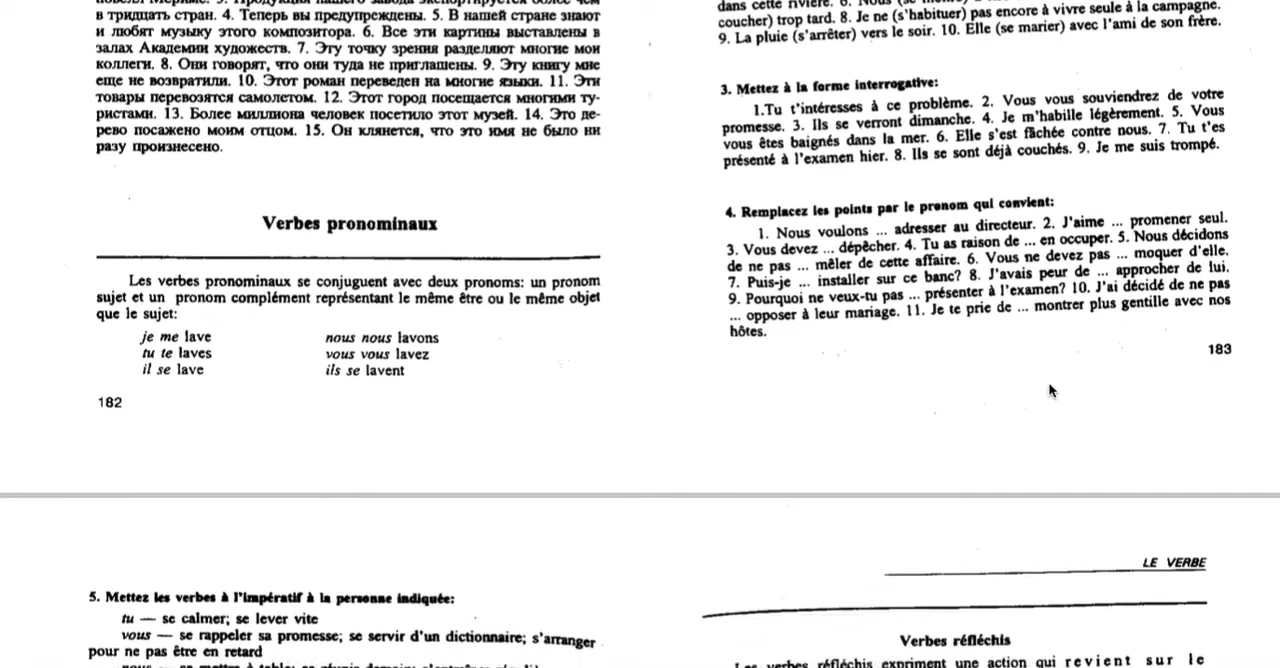 в тридцать стран. 4. Теперь вы предупреждены. 5. В нашей стране знают
и любят музыку этого композитора. 6. Все эти картины выставлены в
залах Академии художеств. 7. Эту точку зрения разделяют многие мои
коллеги. 8. Они говорят, что они туда не приглашены. 9. Эту книгу мне
еще не возвратили. 10. Этот роман переведен на многие языки. 11. Эти
товары перевозятся самолетом. 12. Этот город посещается многими ту-
ристами. 13. Более миллиона человек посетило этот музей. 14. Это де-
рево посажено моим отцом. 15. Он клянется, что это имя не было ни
разу произнесено.
Verbes pronominaux
Les verbes pronominaux se conjuguent avec deux pronoms: un pronom
sujet et un pronom complément représentant le même être ou le même objet
que le sujet:
je me lave nous nous lavons
tu te laves vous vous lavez
il se lave ils se lavent
182
dans cette rivière. 6. Nous
coucher) trop tard. 8. Je ne (s'habituer) pas encore à vivre seule à la campagne.
9. La pluie (s'arrêter) vers le soir. 10. Elle (se marier) avec l'ami de son frère.
3. Mettez à la forme interrogative:
1.Tu t'intéresses à ce problème. 2. Vous vous souviendrez de votre
promesse. 3. Ils se verront dimanche. 4. Je m'habille légèrement. 5. Vous
vous êtes baignés dans la mer. 6. Elle s'est fâchée contre nous. 7. Tu t'es
présenté à l'examen hier. 8. Ils se sont déjà couchés. 9. Je me suis trompé.
4. Remplacez les points par le pronom qui convient:
1. Nous voulons ... adresser au directeur. 2. J'aime ... promener seul.
3. Vous devez ... dépêcher. 4. Tu as raison de ... en occuper. 5. Nous décidons
de ne pas ... mêler de cette affaire. 6. Vous ne devez pas ... moquer d'elle.
7. Puis-je ... installer sur ce banc? 8. J'avais peur de ... approcher de lui.
9. Pourquoi ne veux-tu pas ... présenter à l'examen? 10. J'ai décidé de ne pas
... opposer à leur mariage. 11. Je te prie de ... montrer plus gentille avec nos
hôtes.
183
5. Mettez les verbes à l'impératif à la personne indiquée:
tu — se calmer; se lever vite
vous — se rappeler sa promesse; se servir d'un dictionnaire; s'arranger
pour ne pas être en retard
LE VERBE
Verbes réfléchis
Les verbes réfléchis expriment une action qui revient sur le